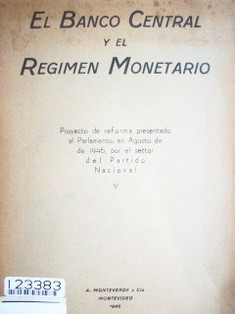 EL BANCO CENTRAL
Y EL
REGIMEN MONETARIO
Proyecto de reforma presentado
al Parlamento, en Agosto de
de 1945, por el sector
del Partido
Nacional
123383
A. MONTEVERDE y Cía.
MONTEVIDEO
1945